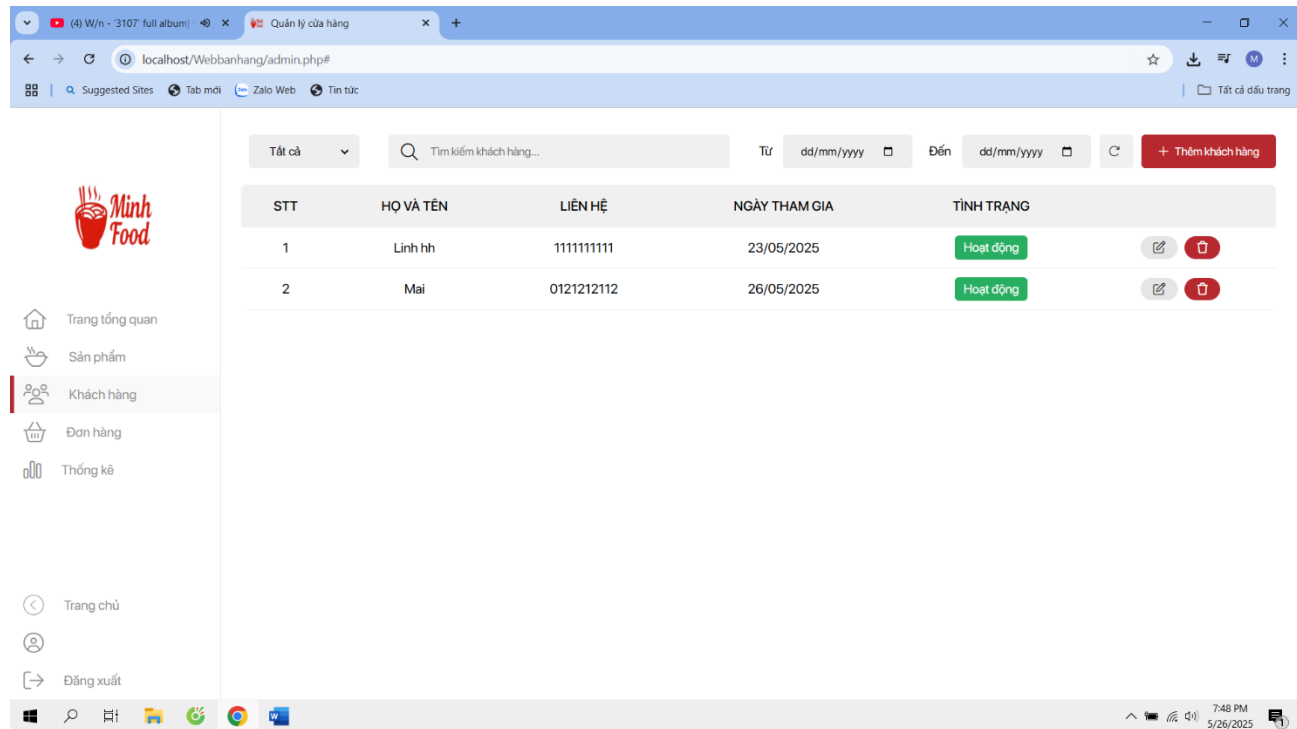 (4) W/n - '3107' full album|
Quản lý cửa hàng
localhost/Webbanhang/admin.php#
M
Suggested Sites
Tab mới
Zalo Web
Tin tức
Tất cả dấu trang
Minh
Food
Trang tổng quan
Sản phẩm
Khách hàng
Đơn hàng
Thống kê
Trang chủ
Đăng xuất
Tất cả
Tìm kiếm khách hàng...
Từ dd/mm/yyyy
Đến dd/mm/yyyy
+ Thêm khách hàng
STT HỌ VÀ TÊN LIÊN HỆ NGÀY THAM GIA TÌNH TRẠNG
1 Linh hh 1111111111 23/05/2025 Hoạt động
2 Mai 0121212112 26/05/2025 Hoạt động
7:48 PM
5/26/2025